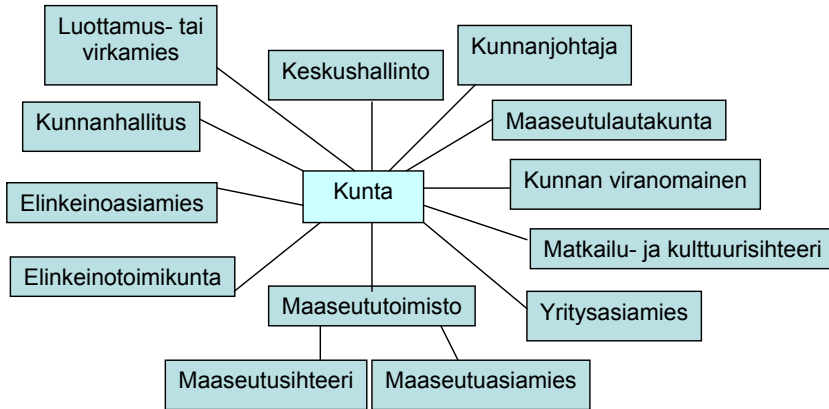 Luottamus- tai
virkamies
Keskushallinto
Kunnanjohtaja
Kunnanhallitus
Maaseutulautakunta
Kunta
Kunnan viranomainen
Elinkeinoasiamies
Matkailu- ja kulttuurisihteeri
Elinkeinotoimikunta
Maaseututoimisto
Yritysasiamies
Maaseutusihteeri
Maaseutuasiamies